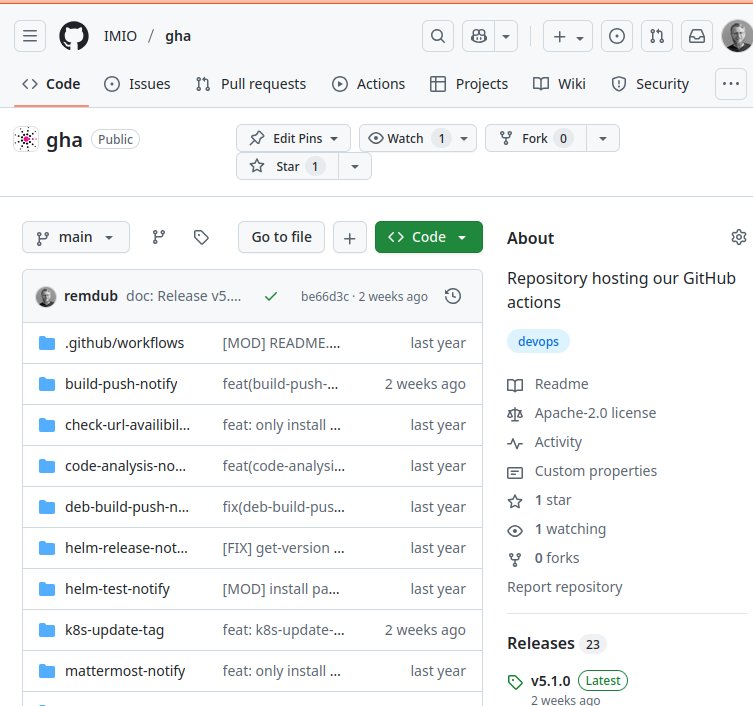 IMIO / gha
Code Issues Pull requests Actions Projects Wiki Security
gha Public
Edit Pins Watch 1 Fork 0
Star 1
main Go to file + Code
remdub doc: Release v5.... be66d3c · 2 weeks ago
.github/workflows [MOD] README.... last year
build-push-notify feat(build-push-... 2 weeks ago
check-url-availibil... feat: only install ... last year
code-analysis-no... feat(code-analysi... last year
deb-build-push-n... fix(deb-build-pus... last year
helm-release-not... [FIX] get-version ... last year
helm-test-notify [MOD] install pa... last year
k8s-update-tag feat: k8s-update-... 2 weeks ago
mattermost-notify feat: only install ... last year
About
Repository hosting our GitHub
actions
devops
Readme
Apache-2.0 license
Activity
Custom properties
1 star
1 watching
0 forks
Report repository
Releases 23
v5.1.0 Latest
2 weeks ago